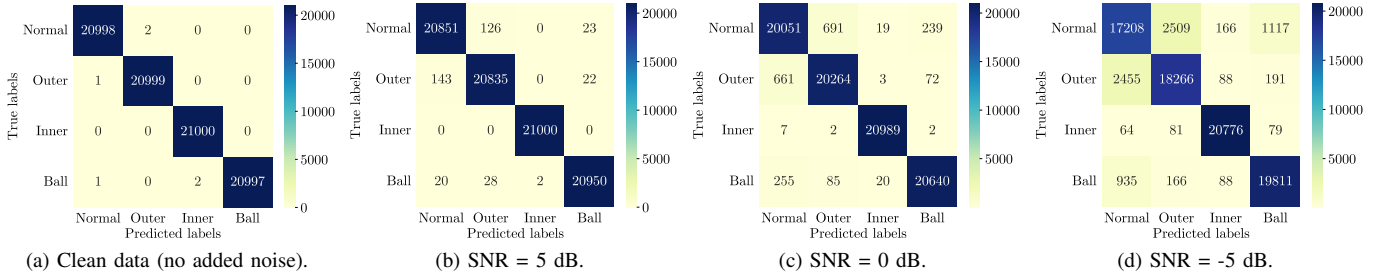 True labels
Normal 20998 2 0 0
Outer 1 20999 0 0
Inner 0 0 21000 0
Ball 1 0 2 20997
Normal Outer Inner Ball
Predicted labels
20000
15000
10000
5000
0
(a) Clean data (no added noise).
True labels
Normal 20851 126 0 23
Outer 143 20835 0 22
Inner 0 0 21000 0
Ball 20 28 2 20950
Normal Outer Inner Ball
Predicted labels
20000
15000
10000
5000
0
(b) SNR = 5 dB.
True labels
Normal 20051 691 19 239
Outer 661 20264 3 72
Inner 7 2 20989 2
Ball 255 85 20 20640
Normal Outer Inner Ball
Predicted labels
20000
15000
10000
5000
(c) SNR = 0 dB.
True labels
Normal 17208 2509 166 1117
Outer 2455 18266 88 191
Inner 64 81 20776 79
Ball 935 166 88 19811
Normal Outer Inner Ball
Predicted labels
20000
15000
10000
5000
(d) SNR = -5 dB.